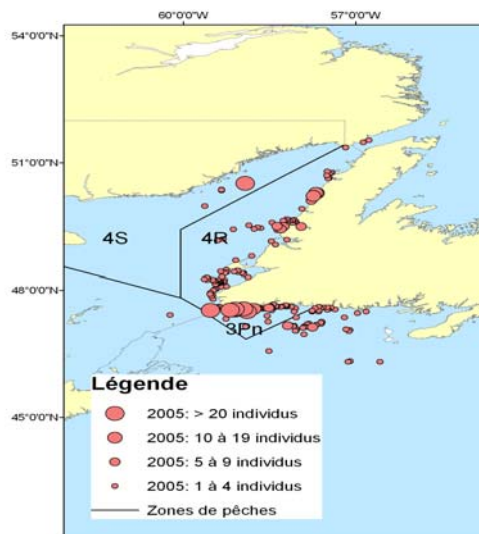 60°0'0"W 57°0'0"W
54°0'0"N
51°0'0"N
4S 4R
48°0'0"N
3Pn
Légende
45°0'0"N
2005: > 20 individus
2005: 10 à 19 individus
2005: 5 à 9 individus
2005: 1 à 4 individus
Zones de pêches